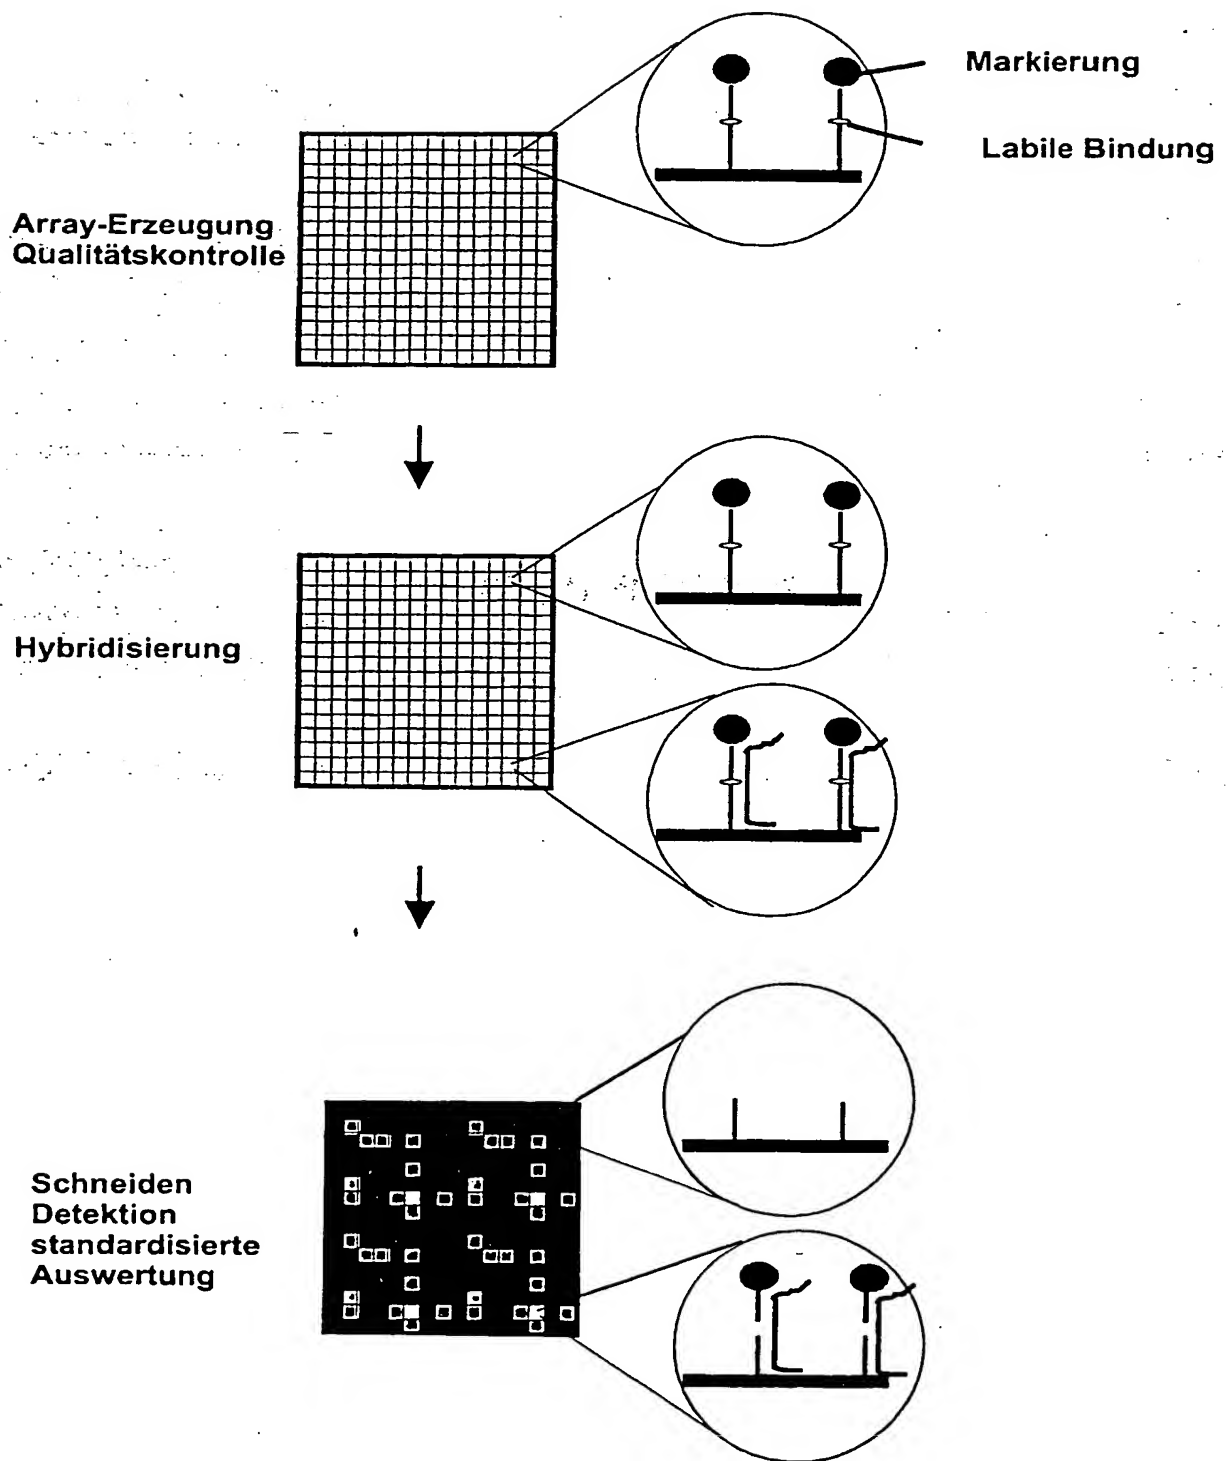 Markierung
Labile Bindung
Array-Erzeugung
Qualitätskontrolle
Hybridisierung
Schneiden
Detektion
standardisierte
Auswertung